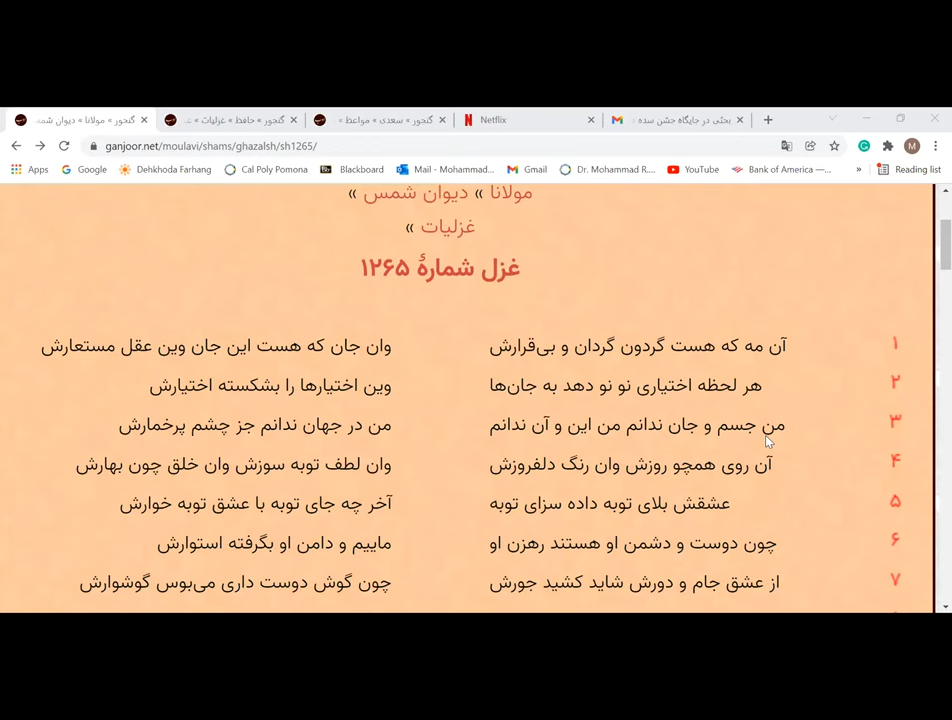 گنجور » مولانا » دیوان شمـ
گنجور » حافظ » غزلیات »
گنجور » سعدی » مواعظ »
Netflix
بحثی در جایگاه جشن سده
ganjoor.net/moulavi/shams/ghazalsh/sh1265/
M
Apps Google Dehkhoda Farhang Cal Poly Pomona Blackboard Mail - Mohammad... Gmail Dr. Mohammad R.... YouTube Bank of America —... » Reading list
مولانا » دیوان شمس »
غزلیات »
غزل شمارهٔ ۱۲۶۵
۱ آن مه که هست گردون گردان و بی‌قرارش وان جان که هست این جان وین عقل مستعارش
۲ هر لحظه اختیاری نو نو دهد به جان‌ها وین اختیارها را بشکسته اختیارش
۳ من جسم و جان ندانم من این و آن ندانم من در جهان ندانم جز چشم پرخمارش
۴ آن روی همچو روزش وان رنگ دلفروزش وان لطف توبه سوزش وان خلق چون بهارش
۵ عشقش بلای توبه داده سزای توبه آخر چه جای توبه با عشق توبه خوارش
۶ چون دوست و دشمن او هستند رهزن او ماییم و دامن او بگرفته استوارش
۷ از عشق جام و دورش شاید کشید جورش چون گوش دوست داری می‌بوس گوشوارش